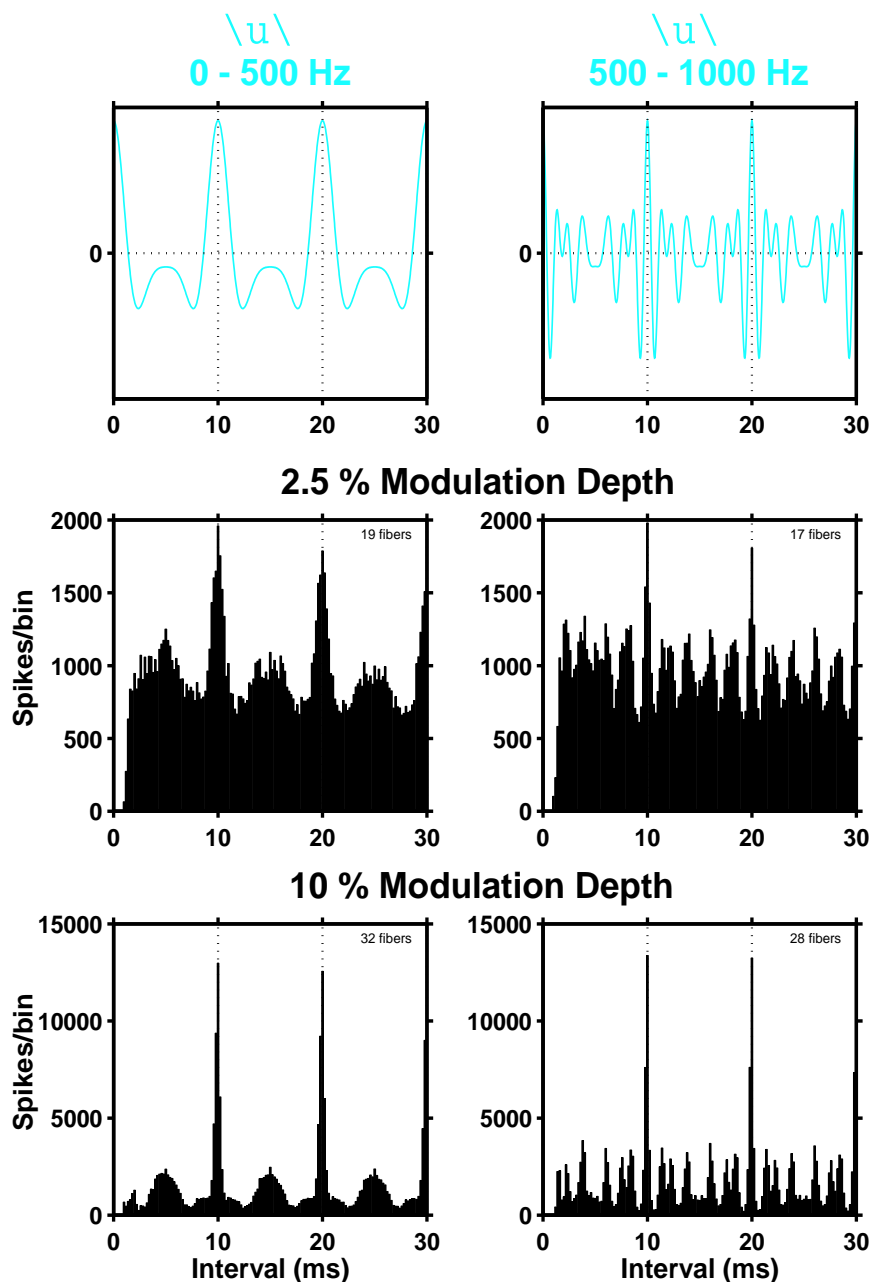 \u\ \u\
0 - 500 Hz 500 - 1000 Hz
0 0
0 10 20 30 0 10 20 30
2.5 % Modulation Depth
2000 2000
19 fibers 17 fibers
1500 1500
Spikes/bin
1000 1000
500 500
0 0
0 10 20 30 0 10 20 30
10 % Modulation Depth
15000 15000
32 fibers 28 fibers
10000 10000
Spikes/bin
5000 5000
0 0
0 10 20 30 0 10 20 30
Interval (ms) Interval (ms)